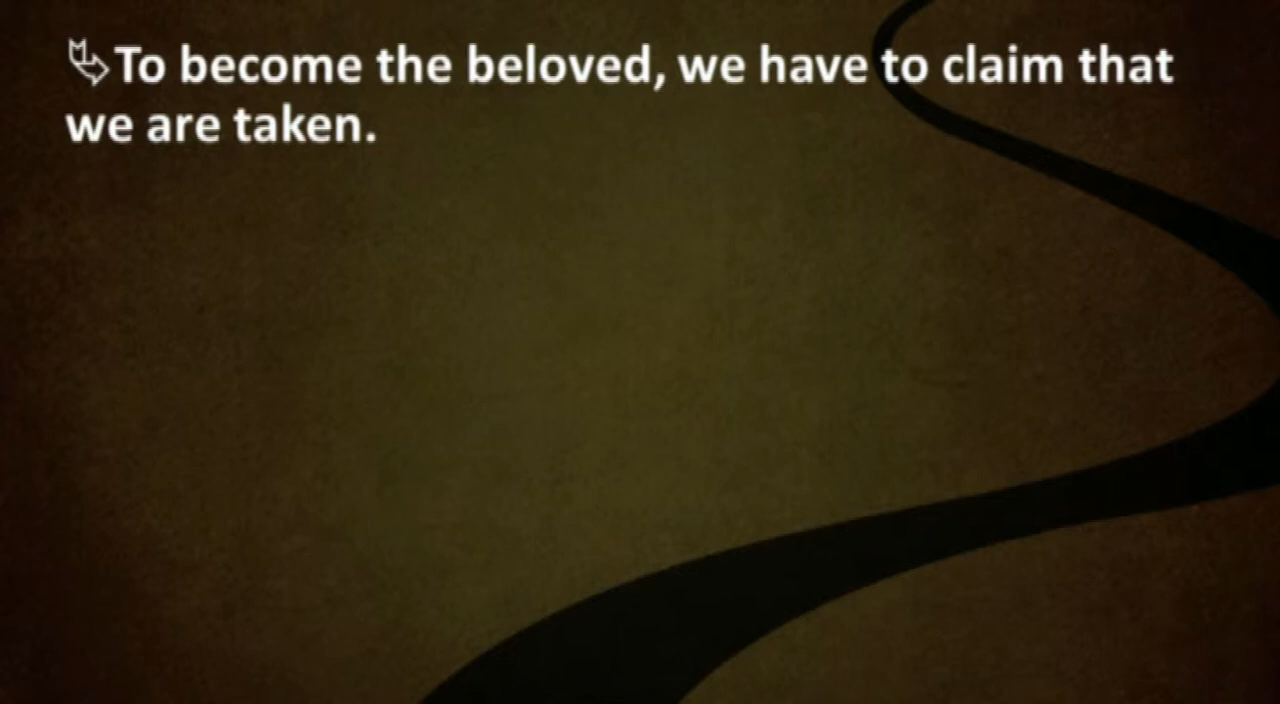 ⮱To become the beloved, we have to claim that
we are taken.